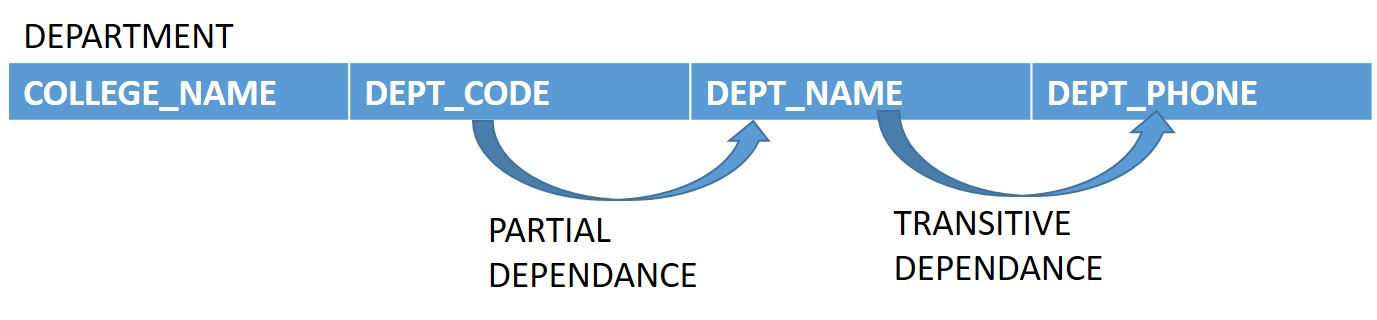 DEPARTMENT
COLLEGE_NAME DEPT_CODE DEPT_NAME DEPT_PHONE
PARTIAL
DEPENDANCE
TRANSITIVE
DEPENDANCE